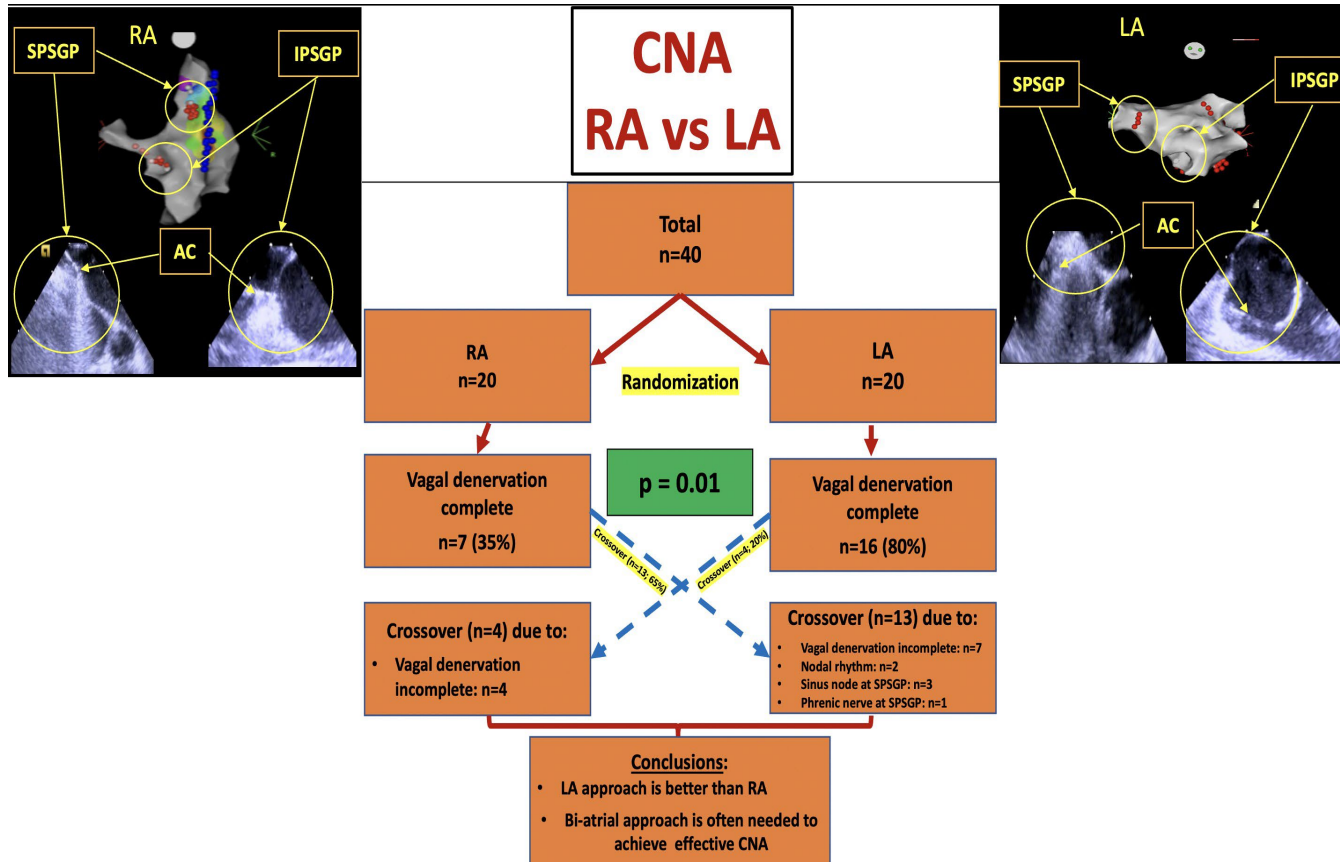 RA
SPSGP
IPSGP
AC
CNA
RA vs LA
LA
SPSGP
IPSGP
AC
Total
n=40
RA
n=20
Randomization
LA
n=20
Vagal denervation
complete
n=7 (35%)
p = 0.01
Vagal denervation
complete
n=16 (80%)
Crossover (n=13; 65%)
Crossover (n=4; 20%)
Crossover (n=4) due to:
• Vagal denervation
incomplete: n=4
Crossover (n=13) due to:
• Vagal denervation incomplete: n=7
• Nodal rhythm: n=2
• Sinus node at SPSGP: n=3
• Phrenic nerve at SPSGP: n=1
Conclusions:
• LA approach is better than RA
• Bi-atrial approach is often needed to
achieve effective CNA